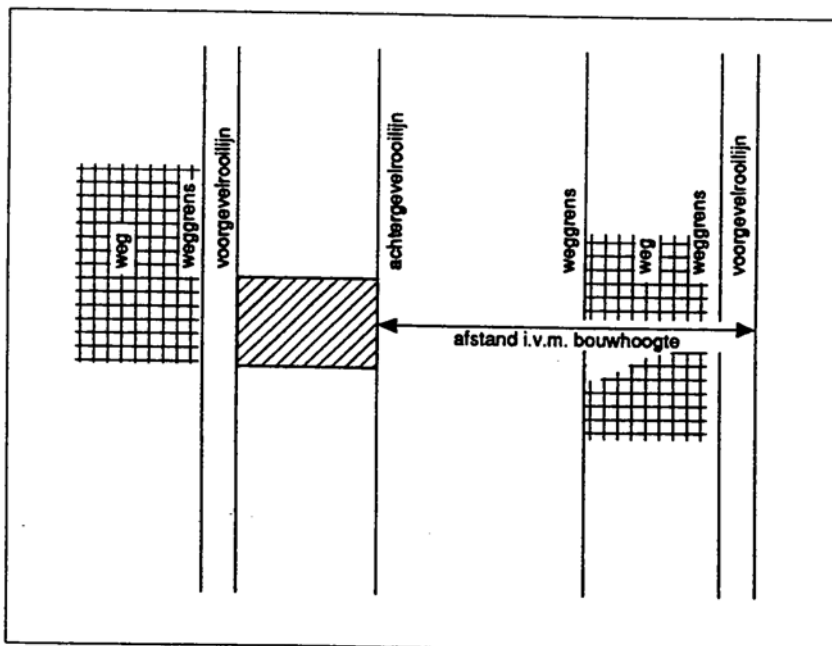 weg
weggrens
voorgevelrooilijn
achtergevelrooilijn
weggrens
weg
weggrens
voorgevelrooilijn
afstand i.v.m. bouwhoogte